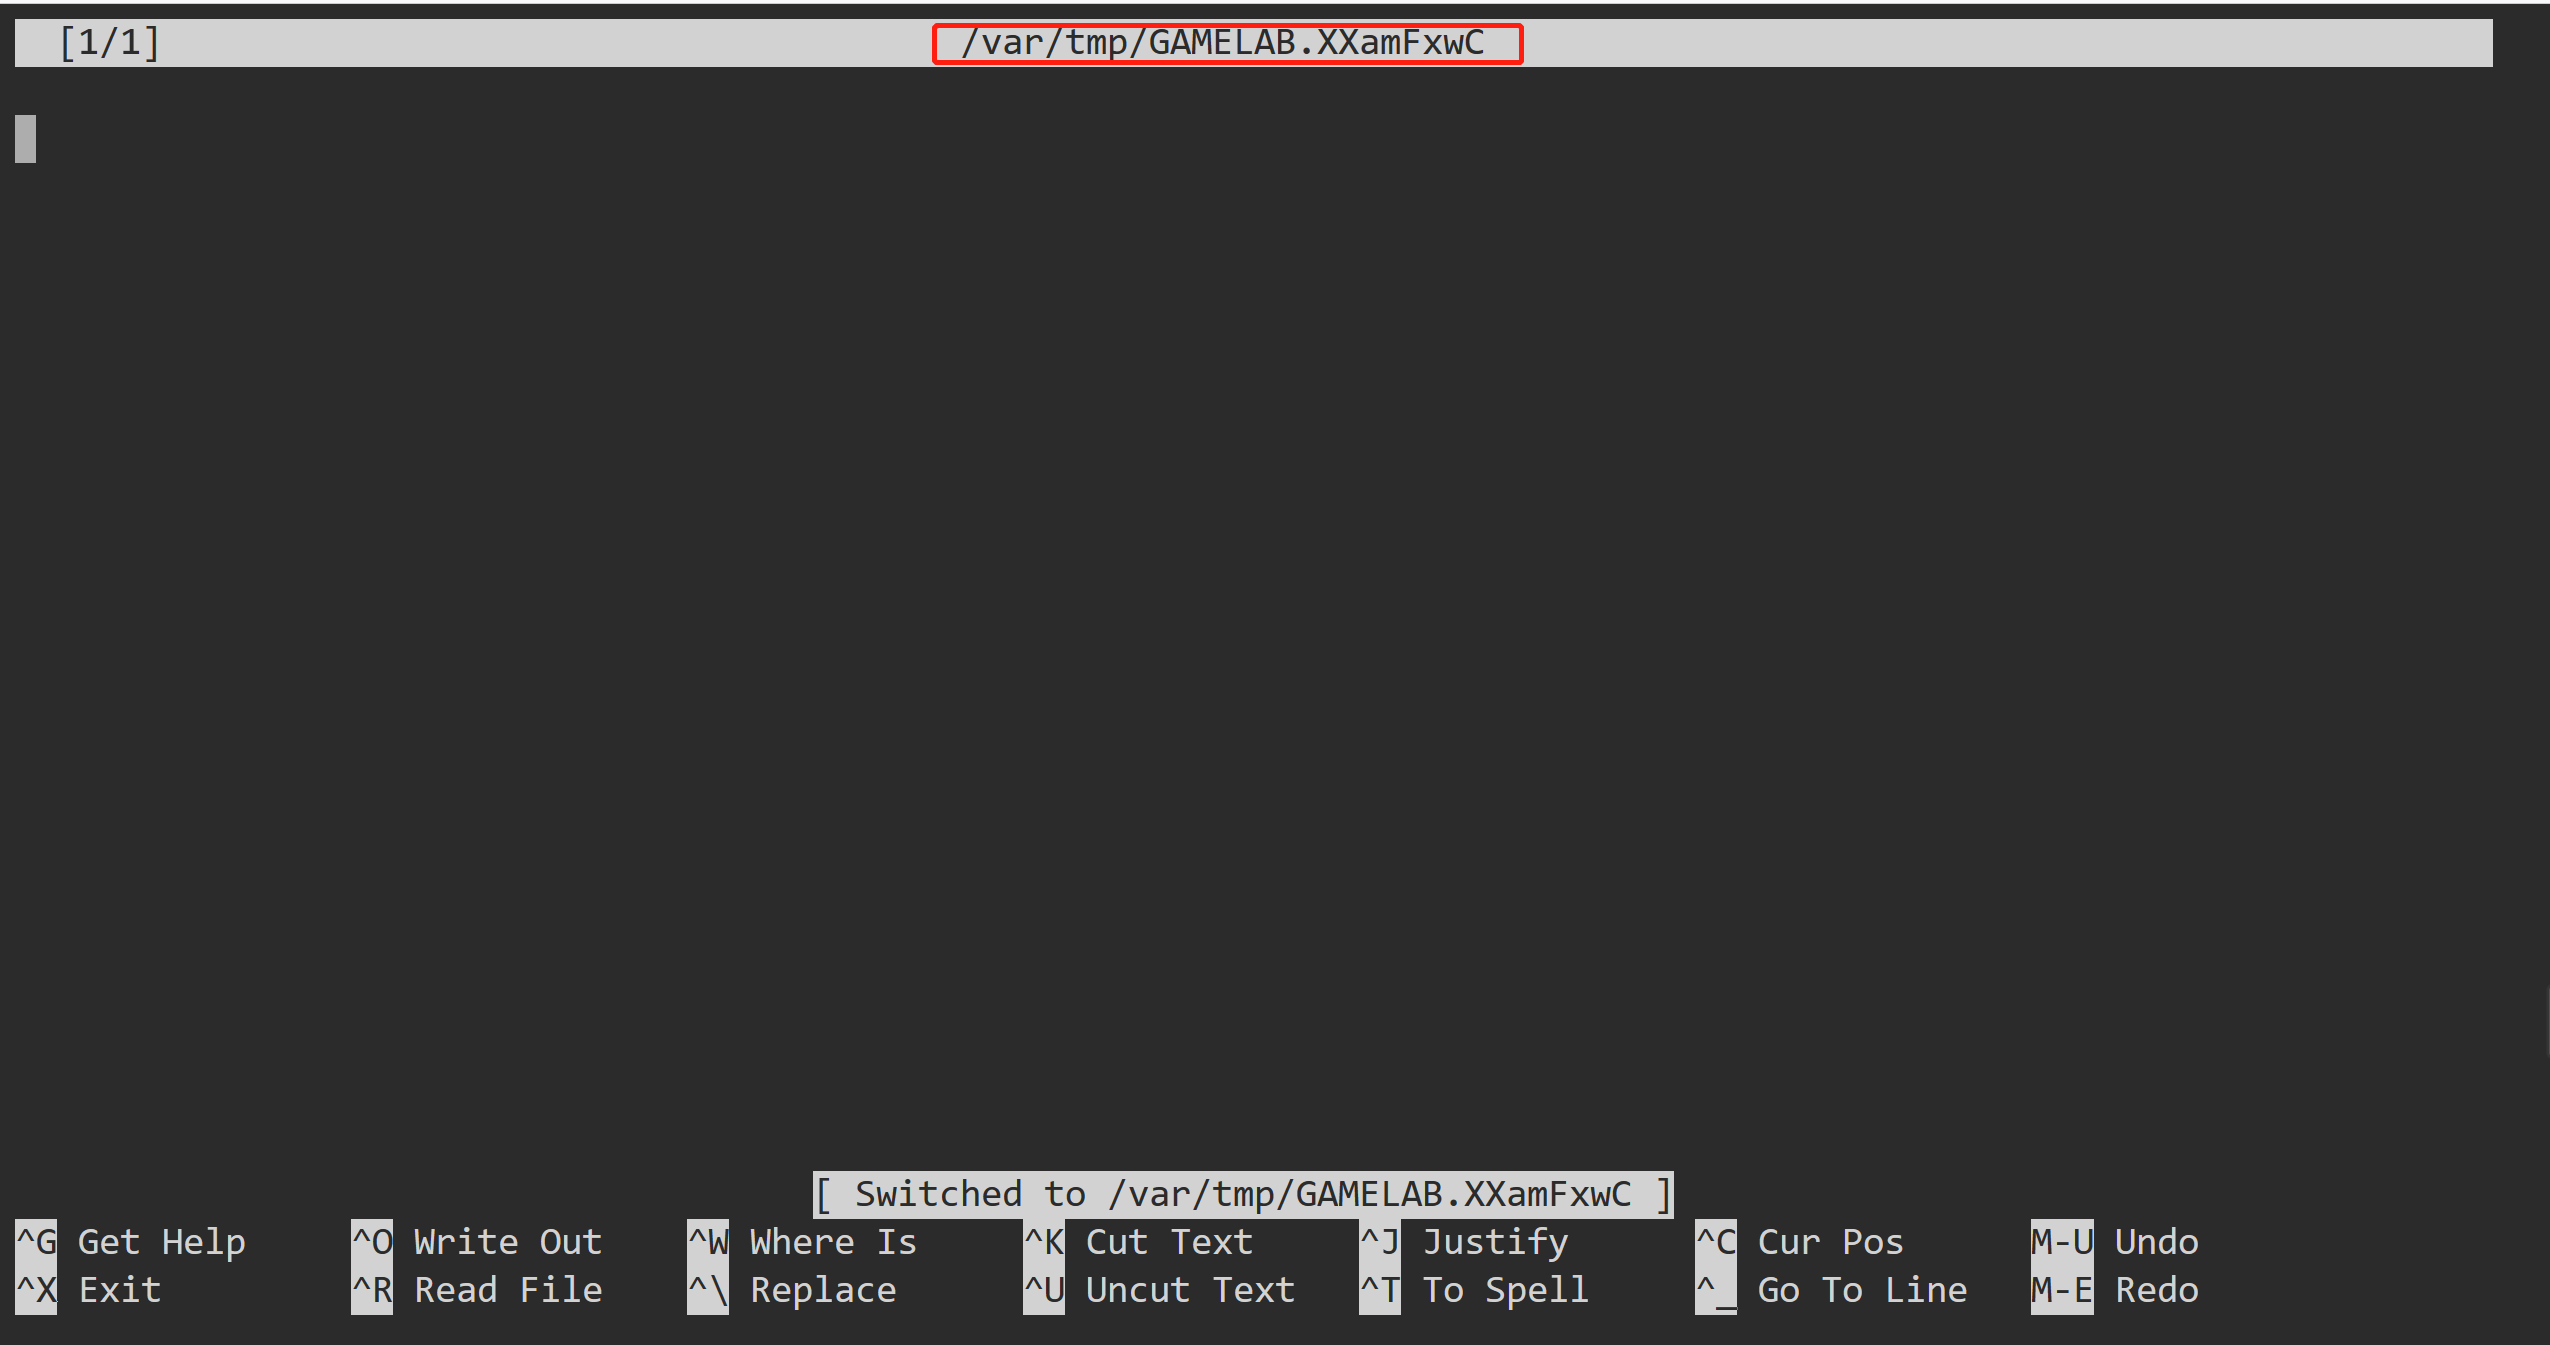 [1/1] /var/tmp/GAMELAB.XXamFxwC
[ Switched to /var/tmp/GAMELAB.XXamFxwC ]
^G Get Help ^O Write Out ^W Where Is ^K Cut Text ^J Justify ^C Cur Pos M-U Undo
^X Exit ^R Read File ^\ Replace ^U Uncut Text ^T To Spell ^_ Go To Line M-E Redo